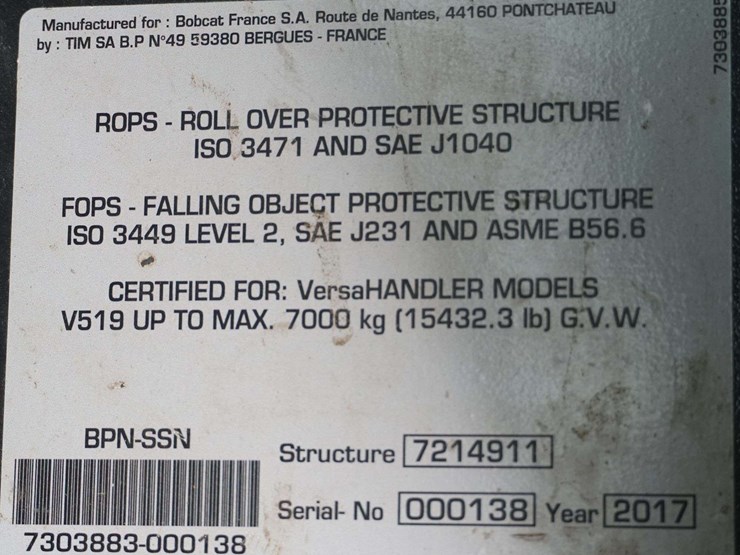 Manufactured for : Bobcat France S.A. Route de Nantes, 44160 PONTCHATEAU
by : TIM SA B.P N°49 59380 BERGUES - FRANCE
ROPS - ROLL OVER PROTECTIVE STRUCTURE
ISO 3471 AND SAE J1040
FOPS - FALLING OBJECT PROTECTIVE STRUCTURE
ISO 3449 LEVEL 2, SAE J231 AND ASME B56.6
CERTIFIED FOR: VersaHANDLER MODELS
V519 UP TO MAX. 7000 kg (15432.3 lb) G.V.W.
BPN-SSN
Structure 7214911
Serial- No 000138 Year 2017
7303883-000138